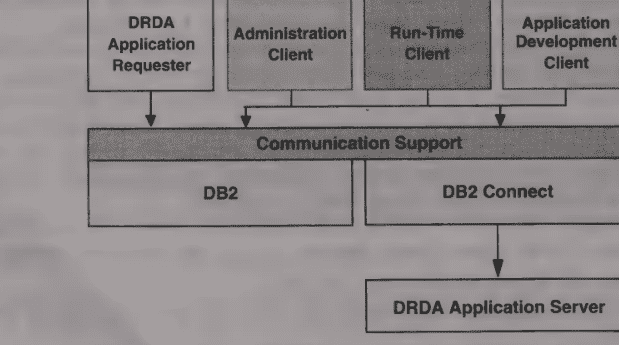 DRDA
Application
Requester
Administration
Client
Run-Time
Client
Application
Development
Client
Communication Support
DB2
DB2 Connect
DRDA Application Server